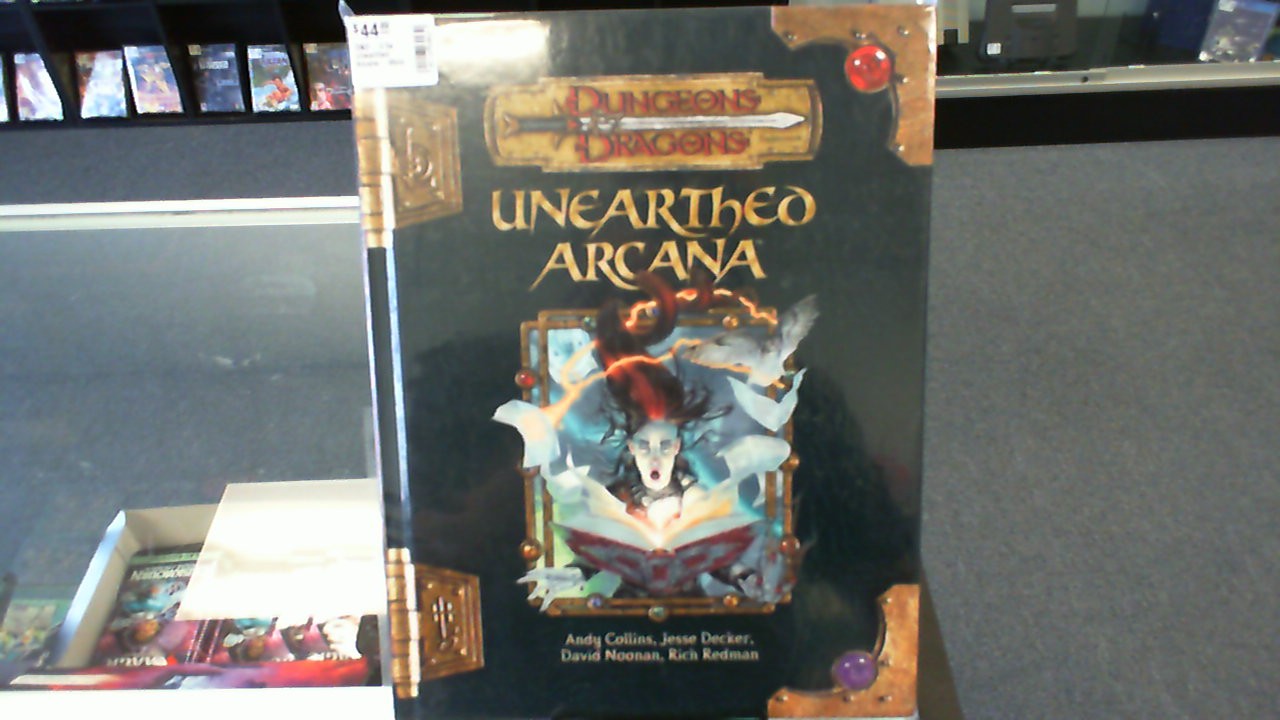 $44
DUNGEONS
DRAGONS
UNEARTHED
ARCANA
Andy Collins, Jesse Decker,
David Noonan, Rich Redman